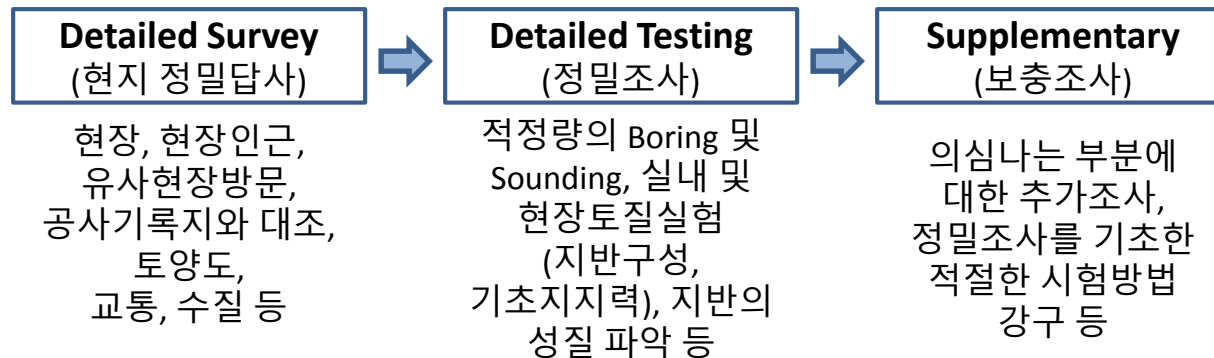 Detailed Survey
(현지 정밀답사)
현장, 현장인근,
유사현장방문,
공사기록지와 대조,
토양도,
교통, 수질 등
Detailed Testing
(정밀조사)
적정량의 Boring 및
Sounding, 실내 및
현장토질실험
(지반구성,
기초지지력), 지반의
성질 파악 등
Supplementary
(보충조사)
의심나는 부분에
대한 추가조사,
정밀조사를 기초한
적절한 시험방법
강구 등